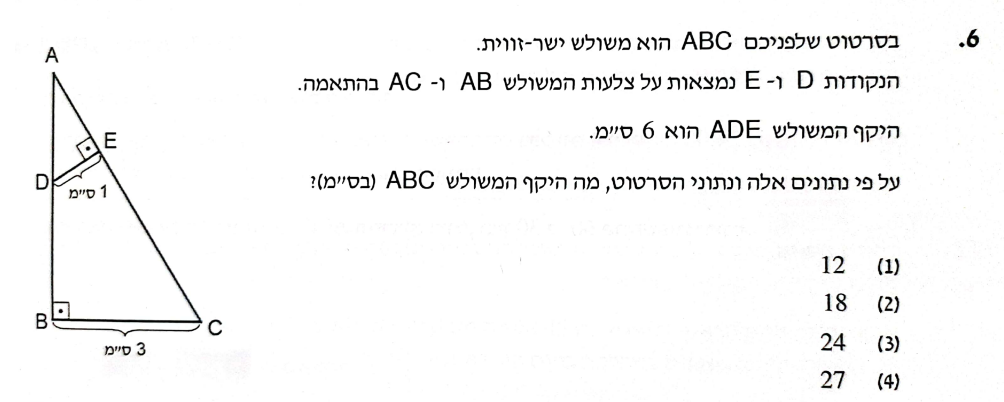 6. בסרטוט שלפניכם ABC הוא משולש ישר-זווית.
הנקודות D ו- E נמצאות על צלעות המשולש AB ו- AC בהתאמה.
היקף המשולש ADE הוא 6 ס״מ.
על פי נתונים אלה ונתוני הסרטוט, מה היקף המשולש ABC (בס״מ)?
(1) 12
(2) 18
(3) 24
(4) 27
A
E
D
1 ס״מ
B
C
3 ס״מ